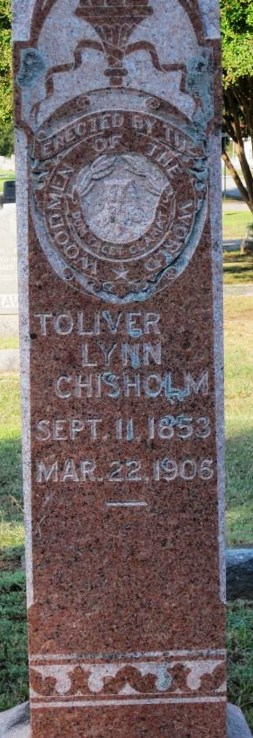 ERECTED BY THE
WOODMEN OF THE WORLD
TOLIVER
LYNN
CHISHOLM
SEPT. 11, 1853
MAR. 22, 1906